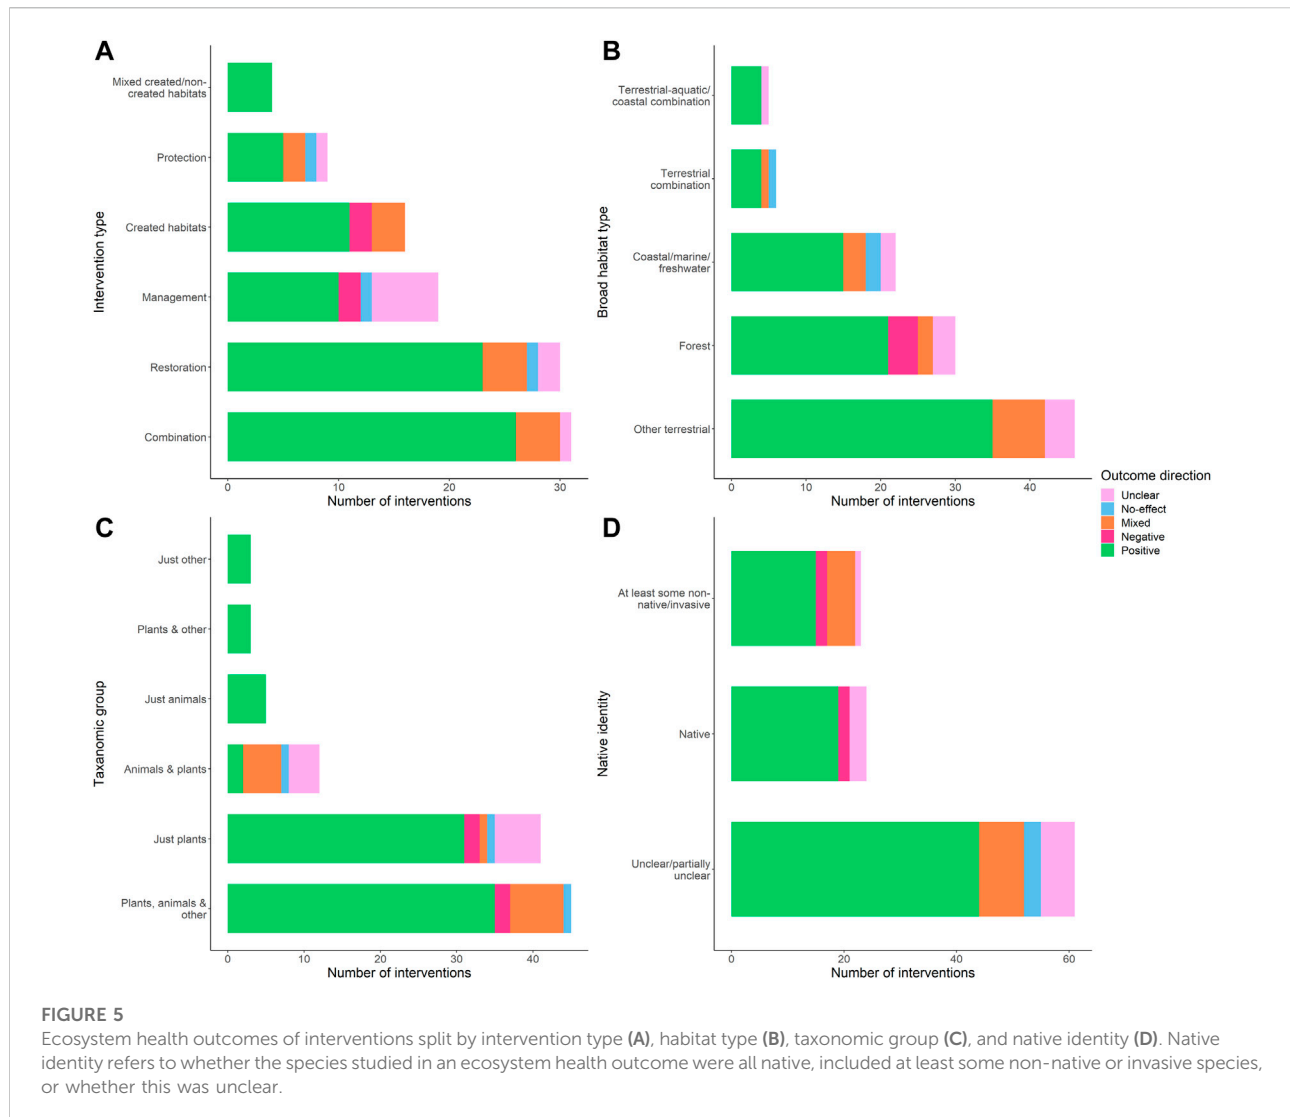 A
Intervention type
Mixed created/non-
created habitats
Protection
Created habitats
Management
Restoration
Combination
0
10
20
30
Number of interventions
B
Broad habitat type
Terrestrial-aquatic/
coastal combination
Terrestrial
combination
Coastal/marine/
freshwater
Forest
Other terrestrial
0
10
20
30
40
Number of interventions
Outcome direction
Unclear
No-effect
Mixed
Negative
Positive
C
Taxanomic group
Just other
Plants & other
Just animals
Animals & plants
Just plants
Plants, animals &
other
0
10
20
30
40
Number of interventions
D
Native identity
At least some non-
native/invasive
Native
Unclear/partially
unclear
0
20
40
60
Number of interventions
FIGURE 5
Ecosystem health outcomes of interventions split by intervention type (A), habitat type (B), taxonomic group (C), and native identity (D). Native
identity refers to whether the species studied in an ecosystem health outcome were all native, included at least some non-native or invasive species,
or whether this was unclear.